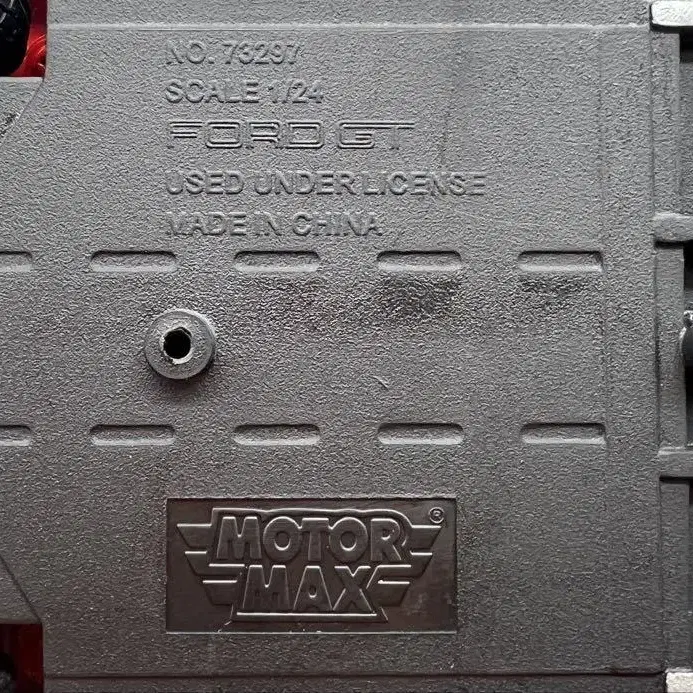 NO. 73297
SCALE 1/24
FORD GT
USED UNDER LICENSE
MADE IN CHINA
MOTOR
MAX
®